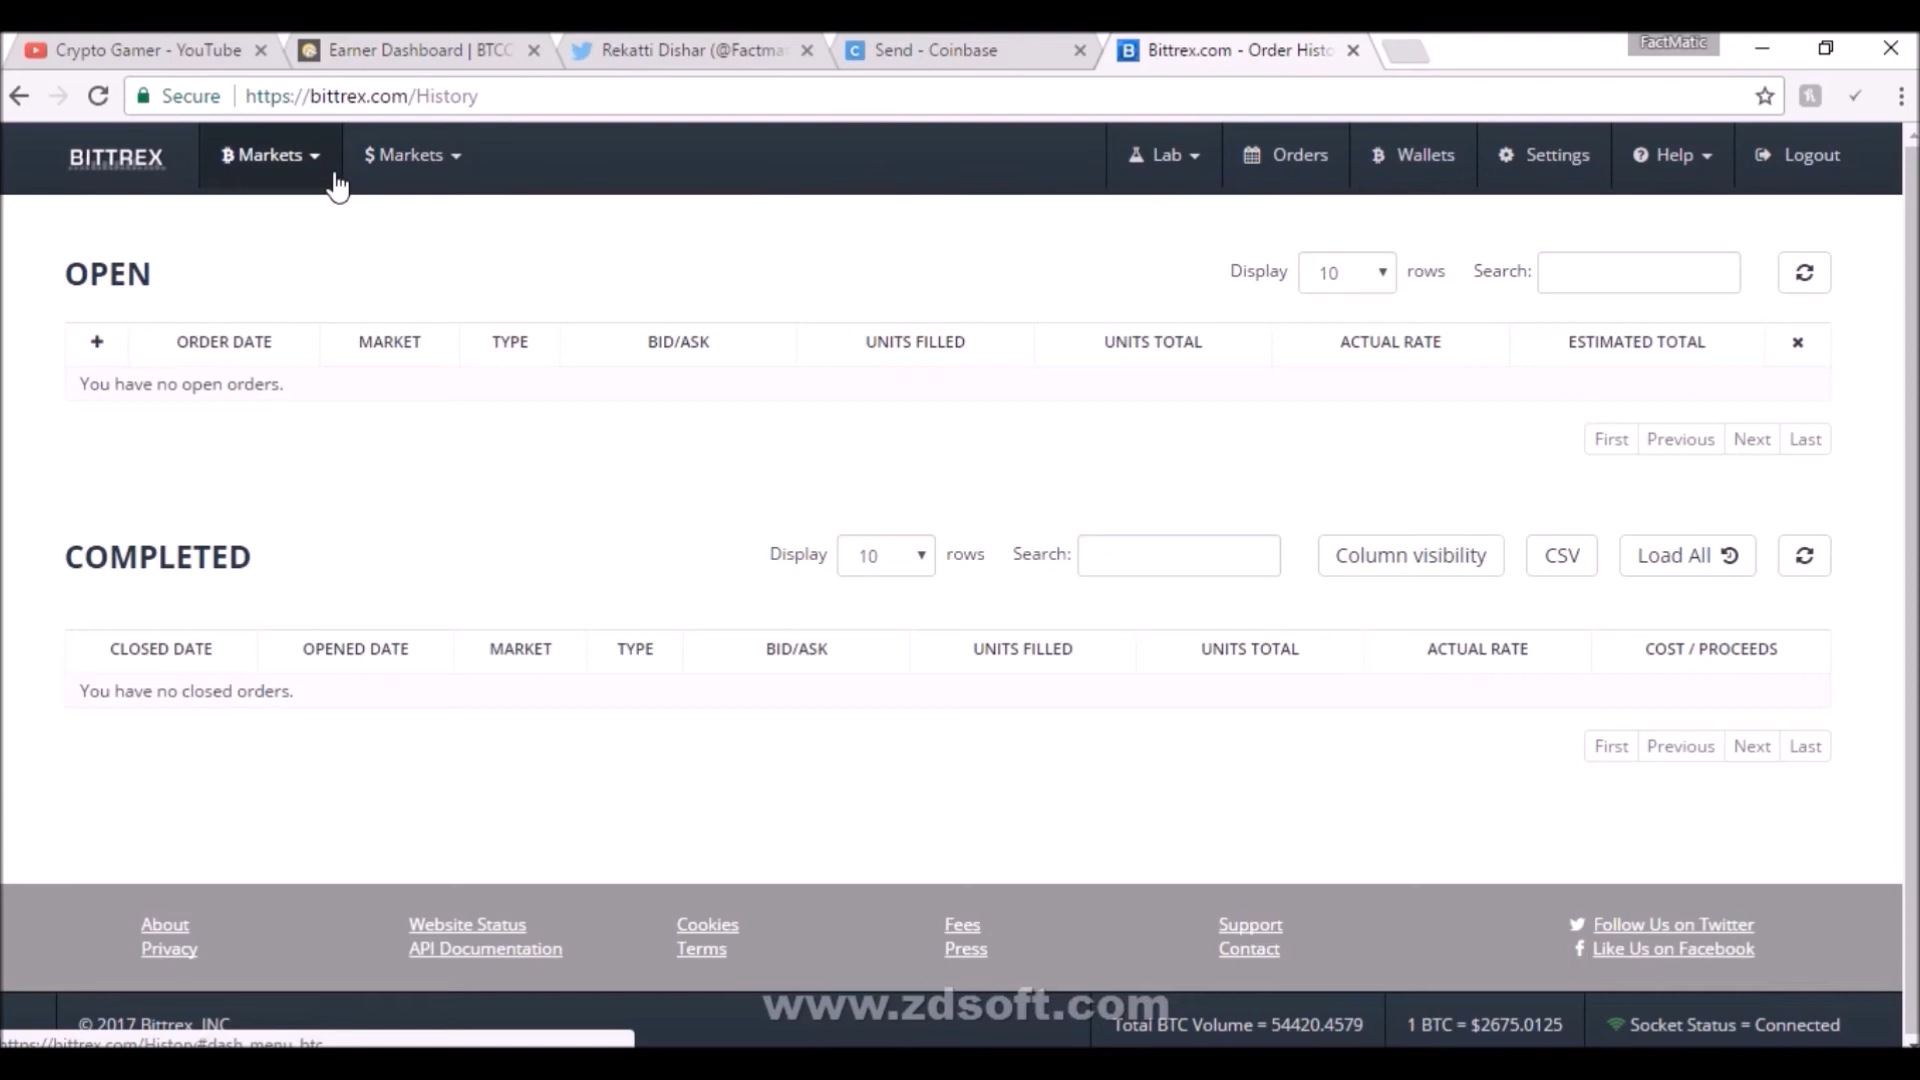 Crypto Gamer - YouTube
Earner Dashboard | BTCC
Rekatti Dishar (@Factma
Send - Coinbase
Bittrex.com - Order Histo
FactMatic
Secure
https://bittrex.com/History
BITTREX
Markets
$ Markets
Lab
Orders
Wallets
Settings
Help
Logout
OPEN
Display 10 rows Search:
ORDER DATE MARKET TYPE BID/ASK UNITS FILLED UNITS TOTAL ACTUAL RATE ESTIMATED TOTAL
You have no open orders.
First Previous Next Last
COMPLETED
Display 10 rows Search:
Column visibility
CSV
Load All
CLOSED DATE OPENED DATE MARKET TYPE BID/ASK UNITS FILLED UNITS TOTAL ACTUAL RATE COST / PROCEEDS
You have no closed orders.
First Previous Next Last
About Website Status Cookies Fees Support Follow Us on Twitter
Privacy API Documentation Terms Press Contact Like Us on Facebook
www.zdsoft.com
© 2017 Bittrex, INC
Total BTC Volume = 54420.4579
1 BTC = $2675.0125
Socket Status = Connected
https://bittrex.com/History#dash_menu_btc